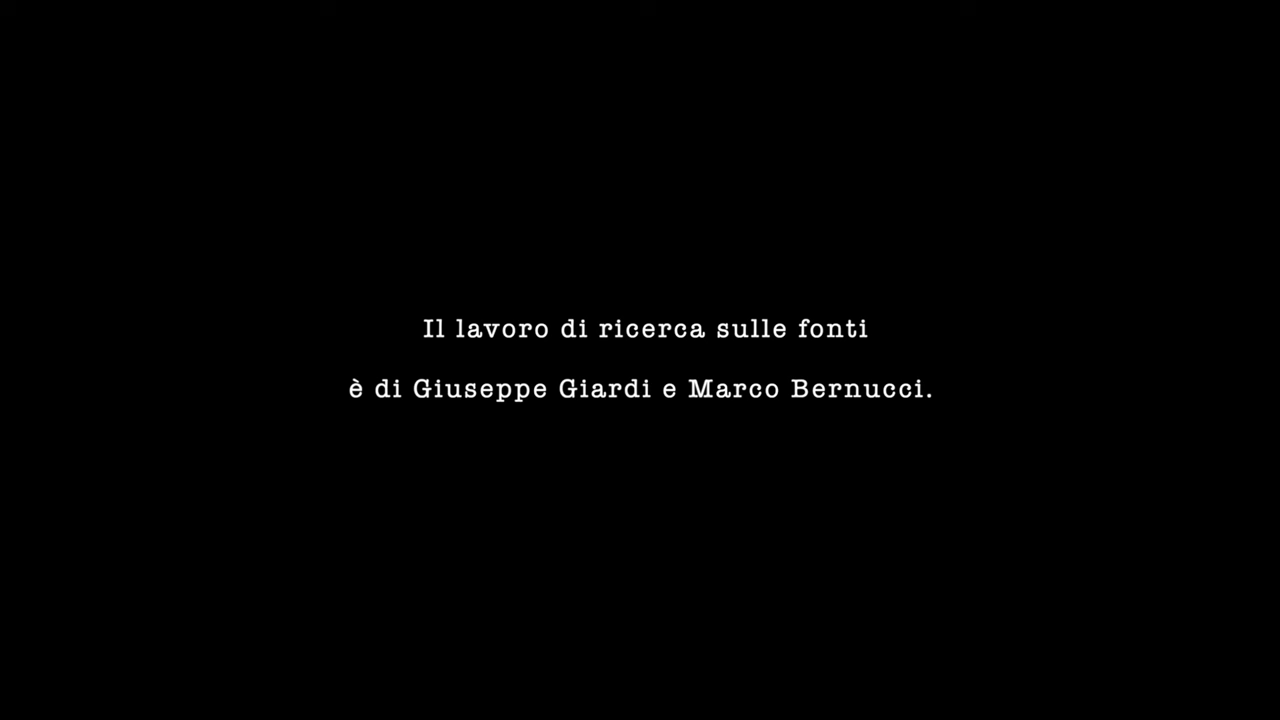 Il lavoro di ricerca sulle fonti
è di Giuseppe Giardi e Marco Bernucci.